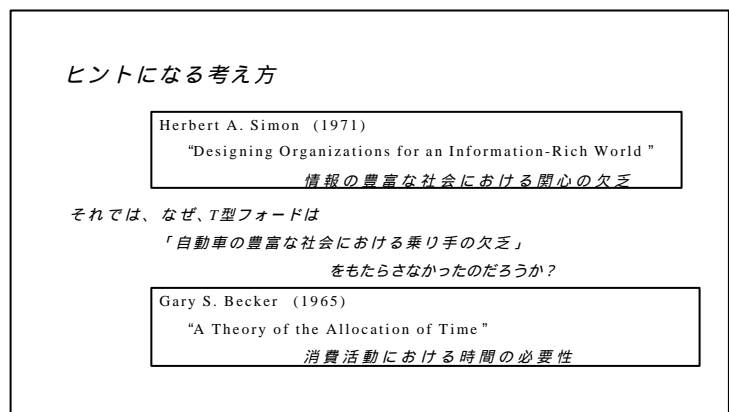 ヒントになる考え方
Herbert A. Simon (1971)
“Designing Organizations for an Information-Rich World ”
情報の豊富な社会における関心の欠乏
それでは、なぜ、T型フォードは
「自動車の豊富な社会における乗り手の欠乏」
をもたらさなかったのだろうか？
Gary S. Becker (1965)
“A Theory of the Allocation of Time”
消費活動における時間の必要性